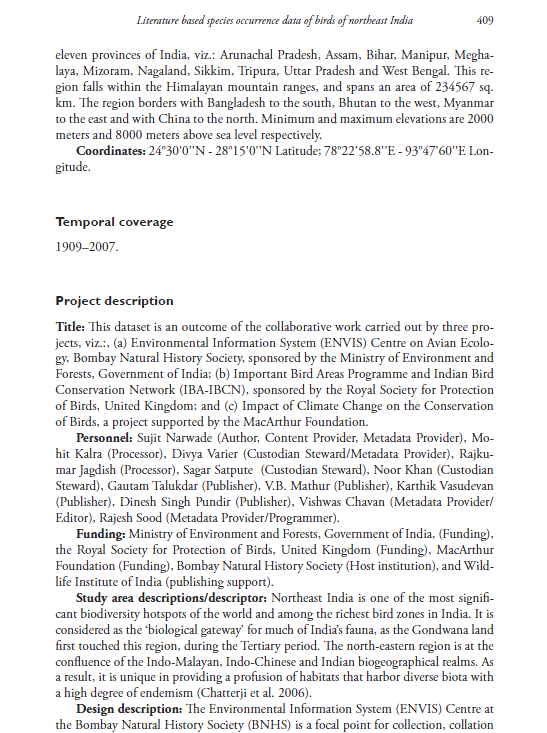 Literature based species occurrence data of birds of northeast India 409
eleven provinces of India, viz.: Arunachal Pradesh, Assam, Bihar, Manipur, Megha-
laya, Mizoram, Nagaland, Sikkim, Tripura, Uttar Pradesh and West Bengal. This re-
gion falls within the Himalayan mountain ranges, and spans an area of 234567 sq.
km. The region borders with Bangladesh to the south, Bhutan to the west, Myanmar
to the east and with China to the north. Minimum and maximum elevations are 2000
meters and 8000 meters above sea level respectively.
Coordinates: 24°30'0''N - 28°15'0''N Latitude; 78°22'58.8''E - 93°47'60''E Lon-
gitude.
Temporal coverage
1909–2007.
Project description
Title: This dataset is an outcome of the collaborative work carried out by three pro-
jects, viz.:, (a) Environmental Information System (ENVIS) Centre on Avian Ecolo-
gy, Bombay Natural History Society, sponsored by the Ministry of Environment and
Forests, Government of India; (b) Important Bird Areas Programme and Indian Bird
Conservation Network (IBA-IBCN), sponsored by the Royal Society for Protection
of Birds, United Kingdom; and (c) Impact of Climate Change on the Conservation
of Birds, a project supported by the MacArthur Foundation.
Personnel: Sujit Narwade (Author, Content Provider, Metadata Provider), Mo-
hit Kalra (Processor), Divya Varier (Custodian Steward/Metadata Provider), Rajku-
mar Jagdish (Processor), Sagar Satpute (Custodian Steward), Noor Khan (Custodian
Steward), Gautam Talukdar (Publisher), V.B. Mathur (Publisher), Karthik Vasudevan
(Publisher), Dinesh Singh Pundir (Publisher), Vishwas Chavan (Metadata Provider/
Editor), Rajesh Sood (Metadata Provider/Programmer).
Funding: Ministry of Environment and Forests, Government of India, (Funding),
the Royal Society for Protection of Birds, United Kingdom (Funding), MacArthur
Foundation (Funding), Bombay Natural History Society (Host institution), and Wild-
life Institute of India (publishing support).
Study area descriptions/descriptor: Northeast India is one of the most signifi-
cant biodiversity hotspots of the world and among the richest bird zones in India. It is
considered as the ‘biological gateway’ for much of India’s fauna, as the Gondwana land
first touched this region, during the Tertiary period. The north-eastern region is at the
confluence of the Indo-Malayan, Indo-Chinese and Indian biogeographical realms. As
a result, it is unique in providing a profusion of habitats that harbor diverse biota with
a high degree of endemism (Chatterji et al. 2006).
Design description: The Environmental Information System (ENVIS) Centre at
the Bombay Natural History Society (BNHS) is a focal point for collection, collation